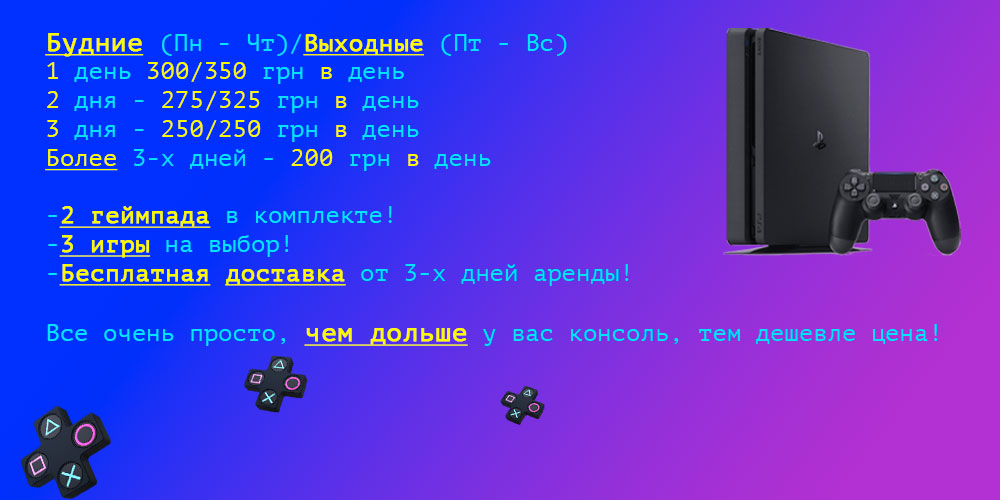 Будние (Пн - Чт)/Выходные (Пт - Вс)
1 день 300/350 грн в день
2 дня - 275/325 грн в день
3 дня - 250/250 грн в день
Более 3-х дней - 200 грн в день
-2 геймпада в комплекте!
-3 игры на выбор!
-Бесплатная доставка от 3-х дней аренды!
Все очень просто, чем дольше у вас консоль, тем дешевле цена!